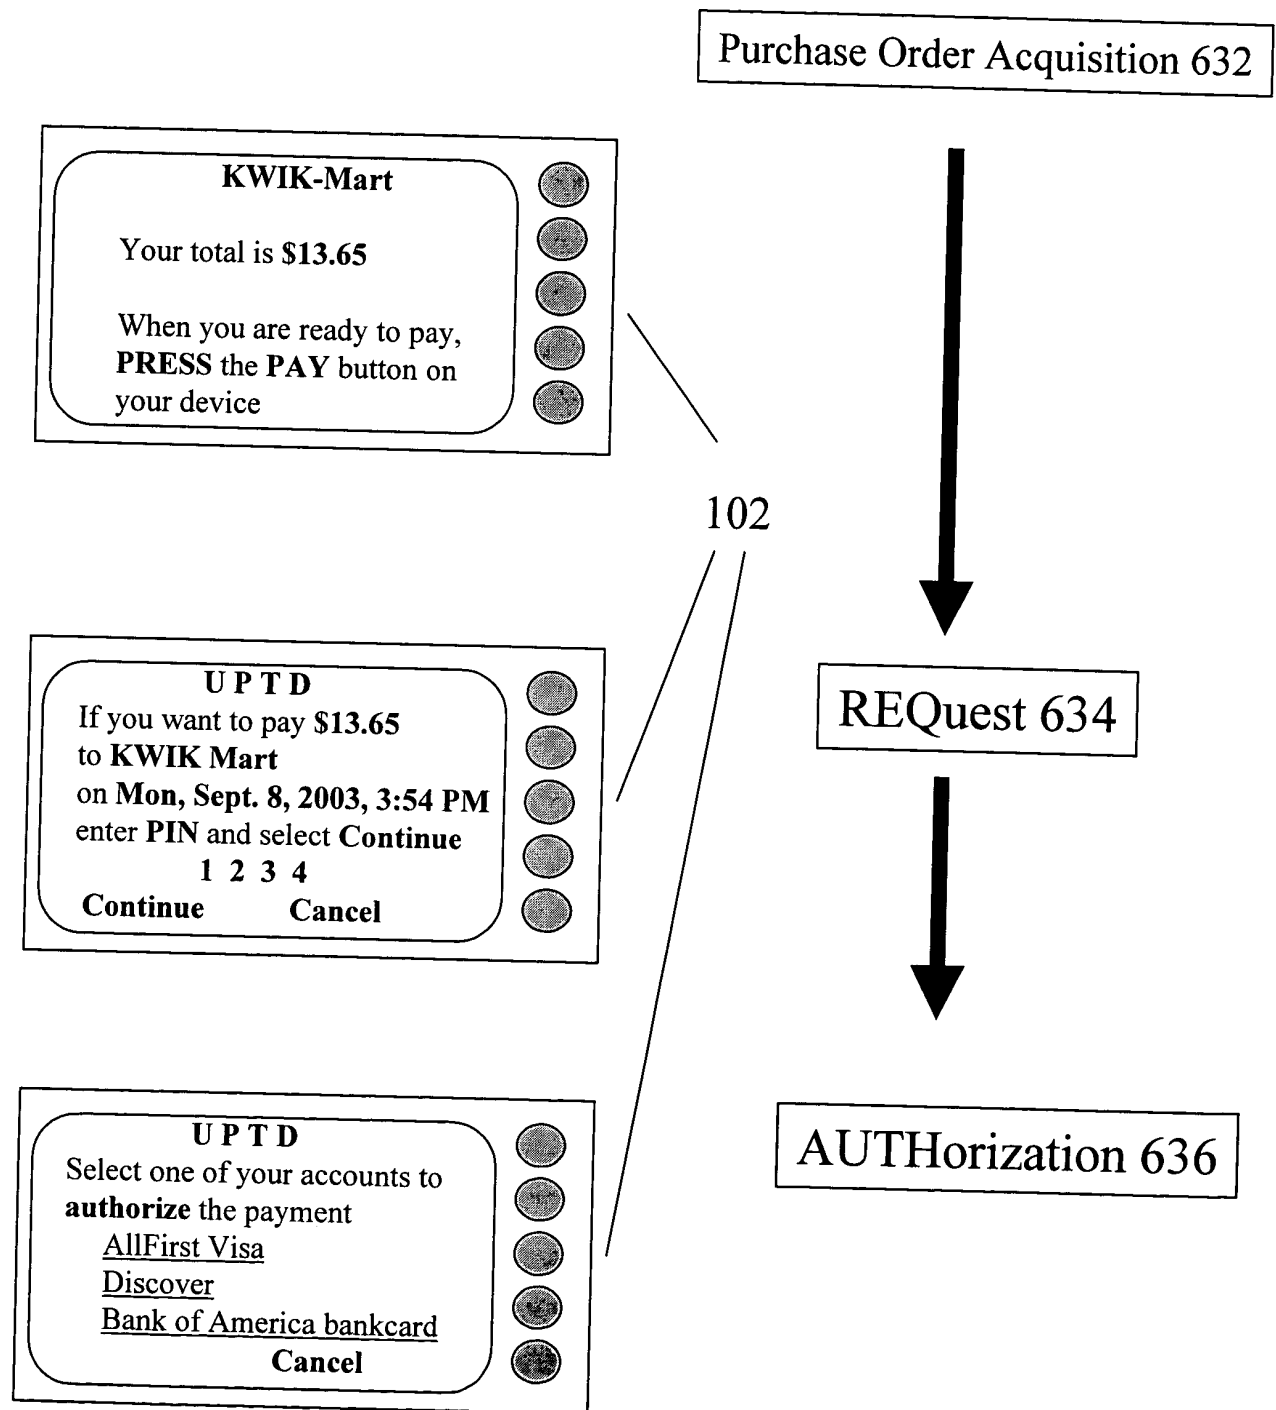 Purchase Order Acquisition 632
KWIK-Mart
Your total is $13.65
When you are ready to pay,
PRESS the PAY button on
your device
102
U P T D
If you want to pay $13.65
to KWIK Mart
on Mon, Sept. 8, 2003, 3:54 PM
enter PIN and select Continue
1 2 3 4
Continue Cancel
REQuest 634
U P T D
Select one of your accounts to
authorize the payment
AllFirst Visa
Discover
Bank of America bankcard
Cancel
AUTHorization 636